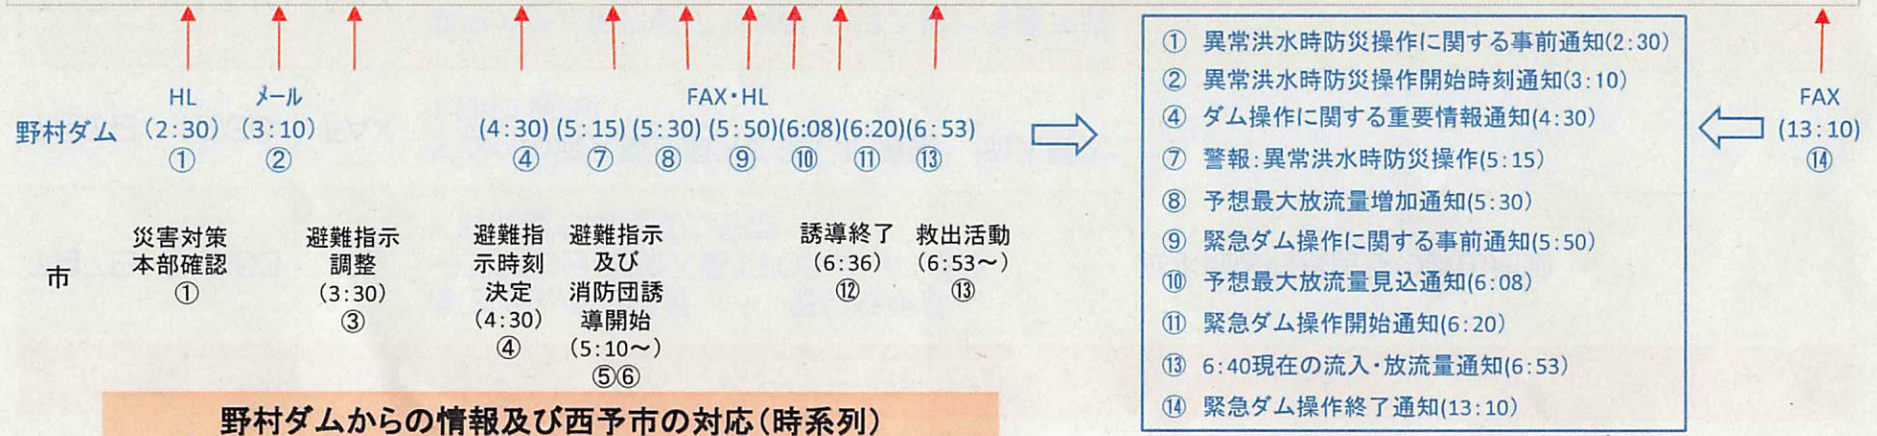 HL
メール
FAX・HL
野村ダム (2:30) (3:10) (4:30) (5:15) (5:30) (5:50)(6:08)(6:20)(6:53)
① ② ④ ⑦ ⑧ ⑨ ⑩ ⑪ ⑬
市
災害対策
本部確認
①
避難指示
調整
(3:30)
③
避難指
示時刻
決定
(4:30)
④
避難指示
及び
消防団誘
導開始
(5:10～)
⑤⑥
誘導終了
(6:36)
⑫
救出活動
(6:53～)
⑬
① 異常洪水時防災操作に関する事前通知(2:30)
② 異常洪水時防災操作開始時刻通知(3:10)
④ ダム操作に関する重要情報通知(4:30)
⑦ 警報:異常洪水時防災操作(5:15)
⑧ 予想最大放流量増加通知(5:30)
⑨ 緊急ダム操作に関する事前通知(5:50)
⑩ 予想最大放流量見込通知(6:08)
⑪ 緊急ダム操作開始通知(6:20)
⑬ 6:40現在の流入・放流量通知(6:53)
⑭ 緊急ダム操作終了通知(13:10)
FAX
(13:10)
⑭
野村ダムからの情報及び西予市の対応(時系列)